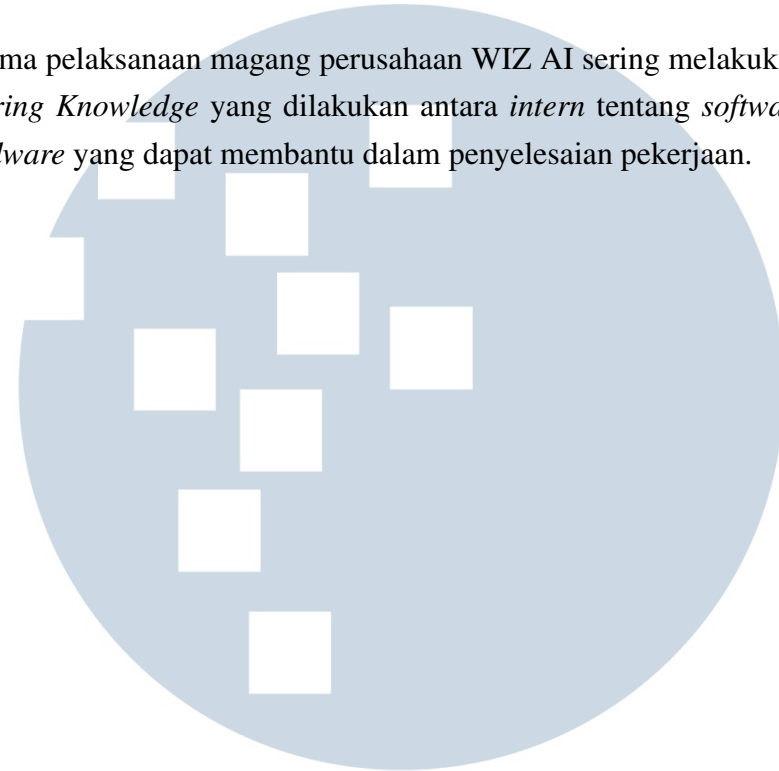 ma pelaksanaan magang perusahaan WIZ AI sering melakuk
ring Knowledge yang dilakukan antara intern tentang softwa
ware yang dapat membantu dalam penyelesaian pekerjaan.